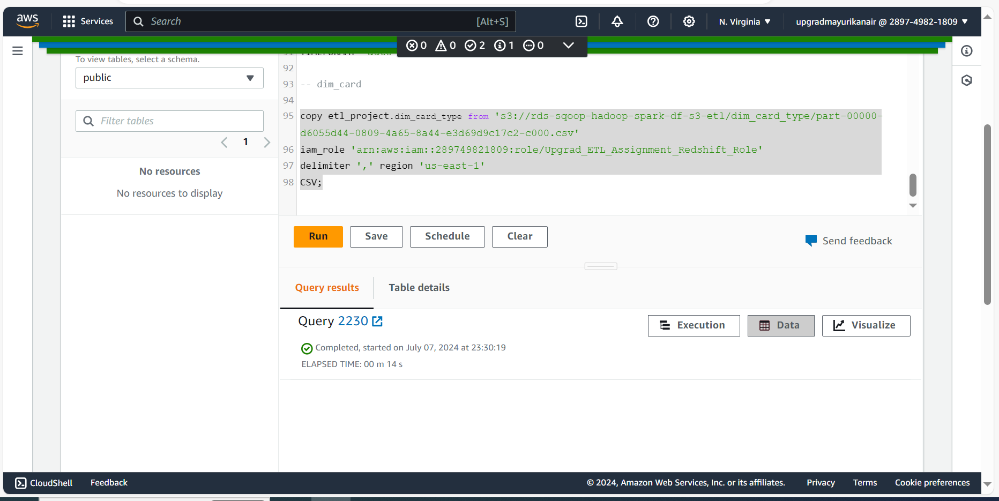 aws
Services
Search
[Alt+S]
N. Virginia
upgradmayurikanair @ 2897-4982-1809
0
0
2
1
0
To view tables, select a schema.
public
Filter tables
1
No resources
No resources to display
91 TIMEFORMAT 'auto'
92
93 -- dim_card
94
95 copy etl_project.dim_card_type from 's3://rds-sqoop-hadoop-spark-df-s3-etl/dim_card_type/part-00000-
d6055d44-0809-4a65-8a44-e3d69d9c17c2-c000.csv'
96 iam_role 'arn:aws:iam::289749821809:role/Upgrad_ETL_Assignment_Redshift_Role'
97 delimiter ',' region 'us-east-1'
98 CSV;
Run
Save
Schedule
Clear
Send feedback
Query results
Table details
Query 2230
Execution
Data
Visualize
Completed, started on July 07, 2024 at 23:30:19
ELAPSED TIME: 00 m 14 s
CloudShell
Feedback
© 2024, Amazon Web Services, Inc. or its affiliates.
Privacy
Terms
Cookie preferences